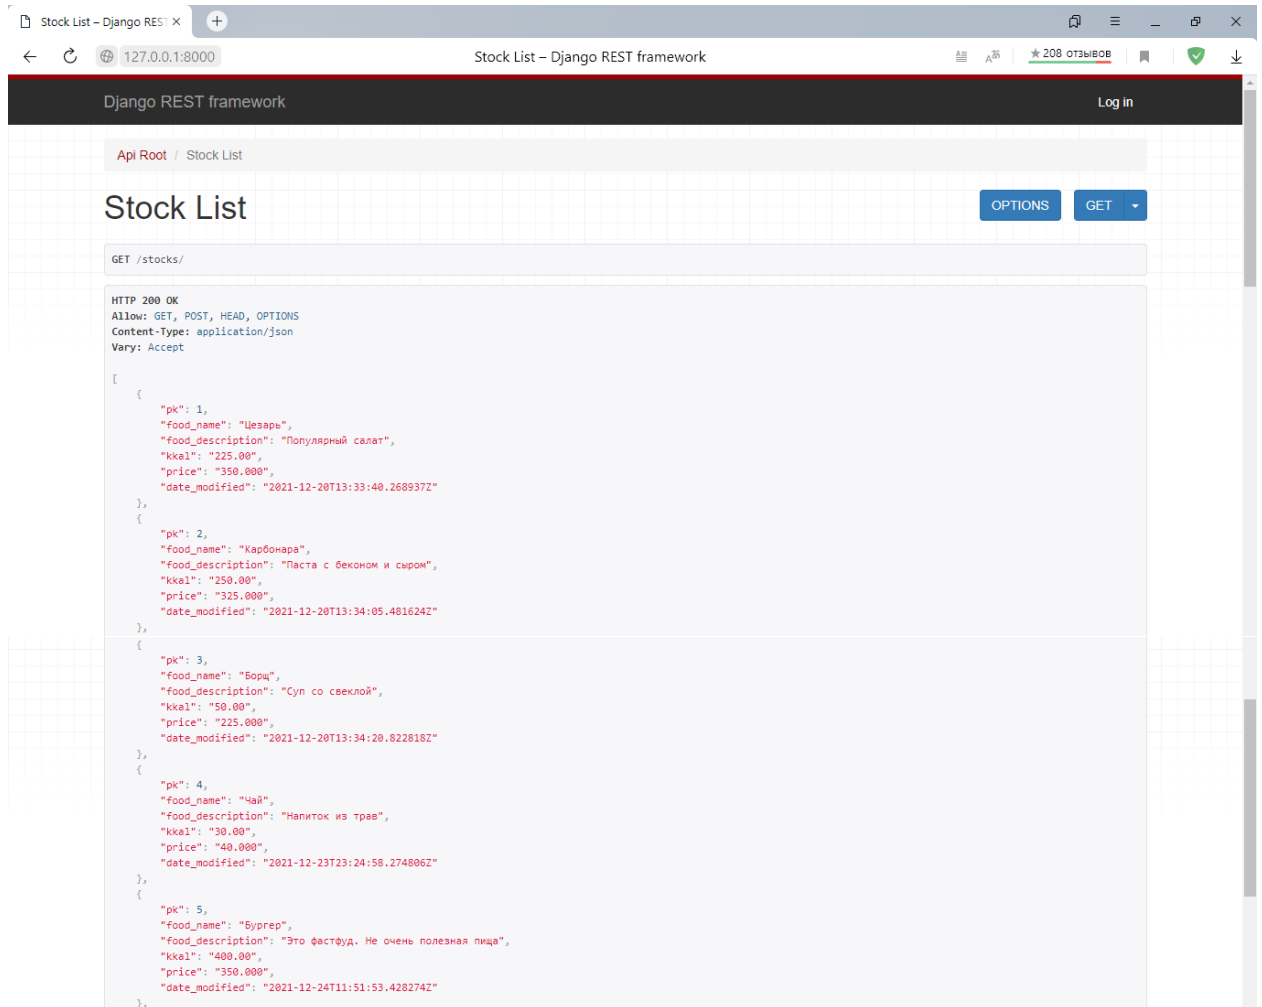 Stock List – Django RES
Stock List – Django REST framework
127.0.0.1:8000
208 отзывов
Django REST framework
Log in
Api Root / Stock List
Stock List
OPTIONS
GET
GET /stocks/
HTTP 200 OK
Allow: GET, POST, HEAD, OPTIONS
Content-Type: application/json
Vary: Accept
[
{
"pk": 1,
"food_name": "Цезарь",
"food_description": "Популярный салат",
"kkal": "225.00",
"price": "350.000",
"date_modified": "2021-12-20T13:33:40.268937Z"
},
{
"pk": 2,
"food_name": "Карбонара",
"food_description": "Паста с беконом и сыром",
"kkal": "250.00",
"price": "325.000",
"date_modified": "2021-12-20T13:34:05.481624Z"
},
{
"pk": 3,
"food_name": "Борщ",
"food_description": "Суп со свеклой",
"kkal": "50.00",
"price": "225.000",
"date_modified": "2021-12-20T13:34:20.822818Z"
},
{
"pk": 4,
"food_name": "Чай",
"food_description": "Напиток из трав",
"kkal": "30.00",
"price": "40.000",
"date_modified": "2021-12-23T23:24:58.274806Z"
},
{
"pk": 5,
"food_name": "Бургер",
"food_description": "Это фастфуд. Не очень полезная пища",
"kkal": "400.00",
"price": "350.000",
"date_modified": "2021-12-24T11:51:53.428274Z"
},